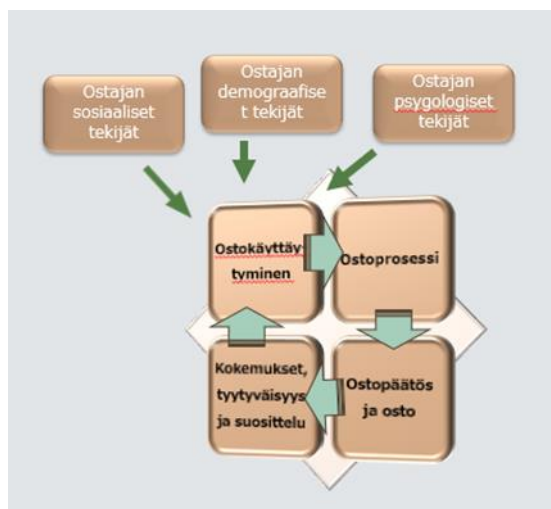 Ostajan
sosiaaliset
tekijät
Ostajan
demograafise
t tekijät
Ostajan
psygologiset
tekijät
Ostokäyttäy-
tyminen
Ostoprosessi
Kokemukset,
tyytyväisyys
ja suosittelu
Ostopäätös
ja osto